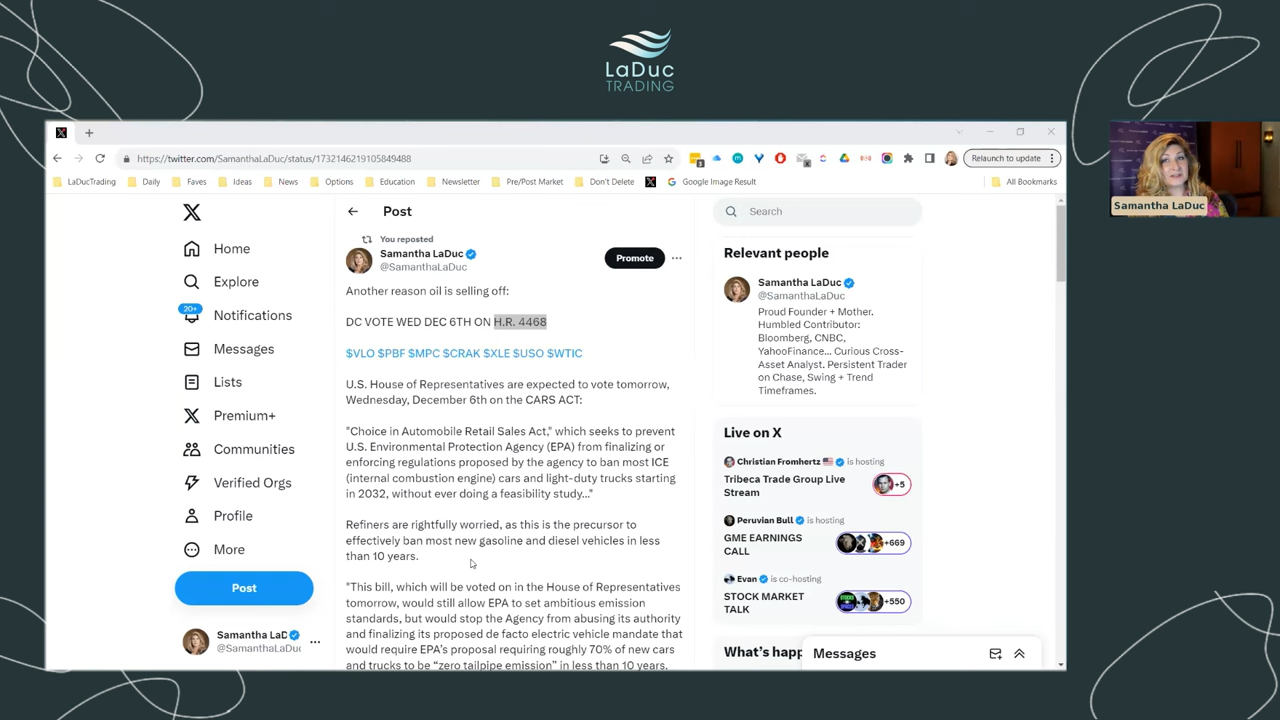 LaDuc
TRADING
https://twitter.com/SamanthaLaDuc/status/1732146219105849488
Relaunch to update
LaDucTrading
Daily
Faves
Ideas
News
Options
Education
Newsletter
Pre/Post Market
Don't Delete
Google Image Result
All Bookmarks
Samantha LaDuc
Home
Explore
20+
Notifications
Messages
Lists
Premium+
Communities
Verified Orgs
Profile
More
Post
Samantha LaD
@SamanthaLaDuc
Post
You reposted
Samantha LaDuc
@SamanthaLaDuc
Promote
Another reason oil is selling off:
DC VOTE WED DEC 6TH ON H.R. 4468
$VLO $PBF $MPC $CRAK $XLE $USO $WTIC
U.S. House of Representatives are expected to vote tomorrow,
Wednesday, December 6th on the CARS ACT:
"Choice in Automobile Retail Sales Act," which seeks to prevent
U.S. Environmental Protection Agency (EPA) from finalizing or
enforcing regulations proposed by the agency to ban most ICE
(internal combustion engine) cars and light-duty trucks starting
in 2032, without ever doing a feasibility study..."
Refiners are rightfully worried, as this is the precursor to
effectively ban most new gasoline and diesel vehicles in less
than 10 years.
"This bill, which will be voted on in the House of Representatives
tomorrow, would still allow EPA to set ambitious emission
standards, but would stop the Agency from abusing its authority
and finalizing its proposed de facto electric vehicle mandate that
would require EPA's proposal requiring roughly 70% of new cars
and trucks to be “zero tailpipe emission” in less than 10 years.
Search
Relevant people
Samantha LaDuc
@SamanthaLaDuc
Proud Founder + Mother.
Humbled Contributor:
Bloomberg, CNBC,
YahooFinance... Curious Cross-
Asset Analyst. Persistent Trader
on Chase, Swing + Trend
Timeframes.
Live on X
Christian Fromhertz is hosting
Tribeca Trade Group Live
Stream
+5
Peruvian Bull is hosting
GME EARNINGS
CALL
+669
Evan is co-hosting
STOCK MARKET
TALK
+550
What's happ
Messages